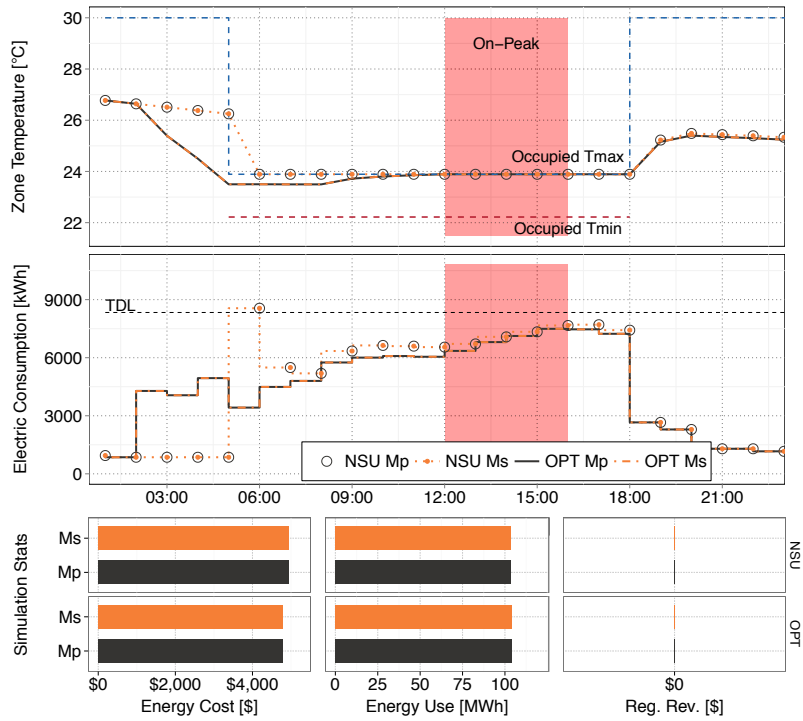 Zone Temperature [°C]
30
28
26
24
22
On−Peak
Occupied Tmax
Occupied Tmin
Electric Consumption [kWh]
9000
6000
3000
0
TDL
NSU Mp NSU Ms OPT Mp OPT Ms
03:00 06:00 09:00 12:00 15:00 18:00 21:00
Simulation Stats
Ms
Mp
NSU
Ms
Mp
OPT
$0 $2,000 $4,000
Energy Cost [$]
0 25 50 75 100
Energy Use [MWh]
$0
Reg. Rev. [$]